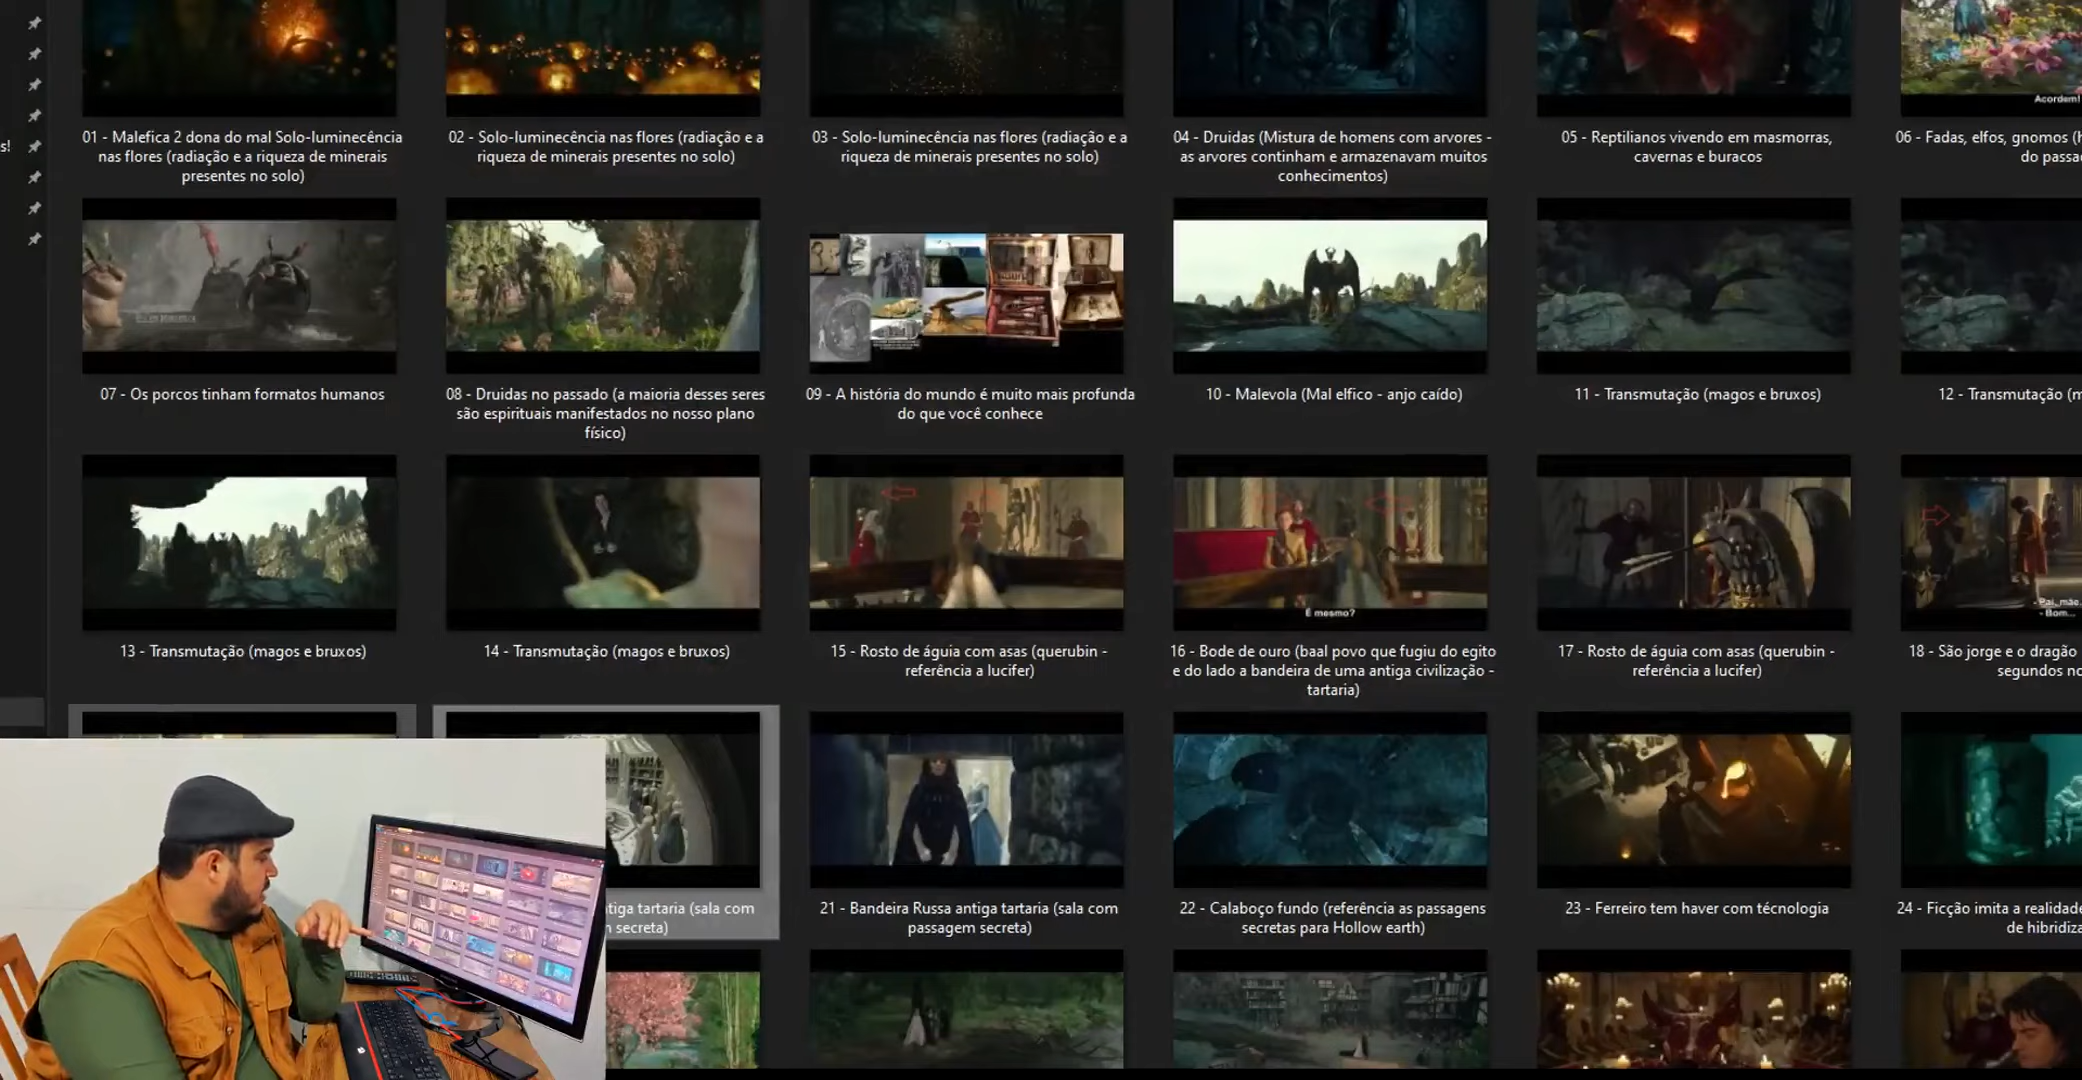 s!
Acordem!
01 - Malefica 2 dona do mal Solo-luminecência
nas flores (radiação e a riqueza de minerais
presentes no solo)
02 - Solo-luminecência nas flores (radiação e a
riqueza de minerais presentes no solo)
03 - Solo-luminecência nas flores (radiação e a
riqueza de minerais presentes no solo)
04 - Druidas (Mistura de homens com arvores -
as arvores continham e armazenavam muitos
conhecimentos)
05 - Reptilianos vivendo em masmorras,
cavernas e buracos
06 - Fadas, elfos, gnomos (h
do passa
07 - Os porcos tinham formatos humanos
08 - Druidas no passado (a maioria desses seres
são espirituais manifestados no nosso plano
físico)
09 - A história do mundo é muito mais profunda
do que você conhece
10 - Malevola (Mal elfico - anjo caído)
11 - Transmutação (magos e bruxos)
12 - Transmutação (m
É mesmo?
- Pai, mãe.
- Bom...
13 - Transmutação (magos e bruxos)
14 - Transmutação (magos e bruxos)
15 - Rosto de águia com asas (querubin -
referência a lucifer)
16 - Bode de ouro (baal povo que fugiu do egito
e do lado a bandeira de uma antiga civilização -
tartaria)
17 - Rosto de águia com asas (querubin -
referência a lucifer)
18 - São jorge e o dragão
segundos no
tiga tartaria (sala com
secreta)
21 - Bandeira Russa antiga tartaria (sala com
passagem secreta)
22 - Calaboço fundo (referência as passagens
secretas para Hollow earth)
23 - Ferreiro tem haver com técnologia
24 - Ficção imita a realidade
de hibridiza